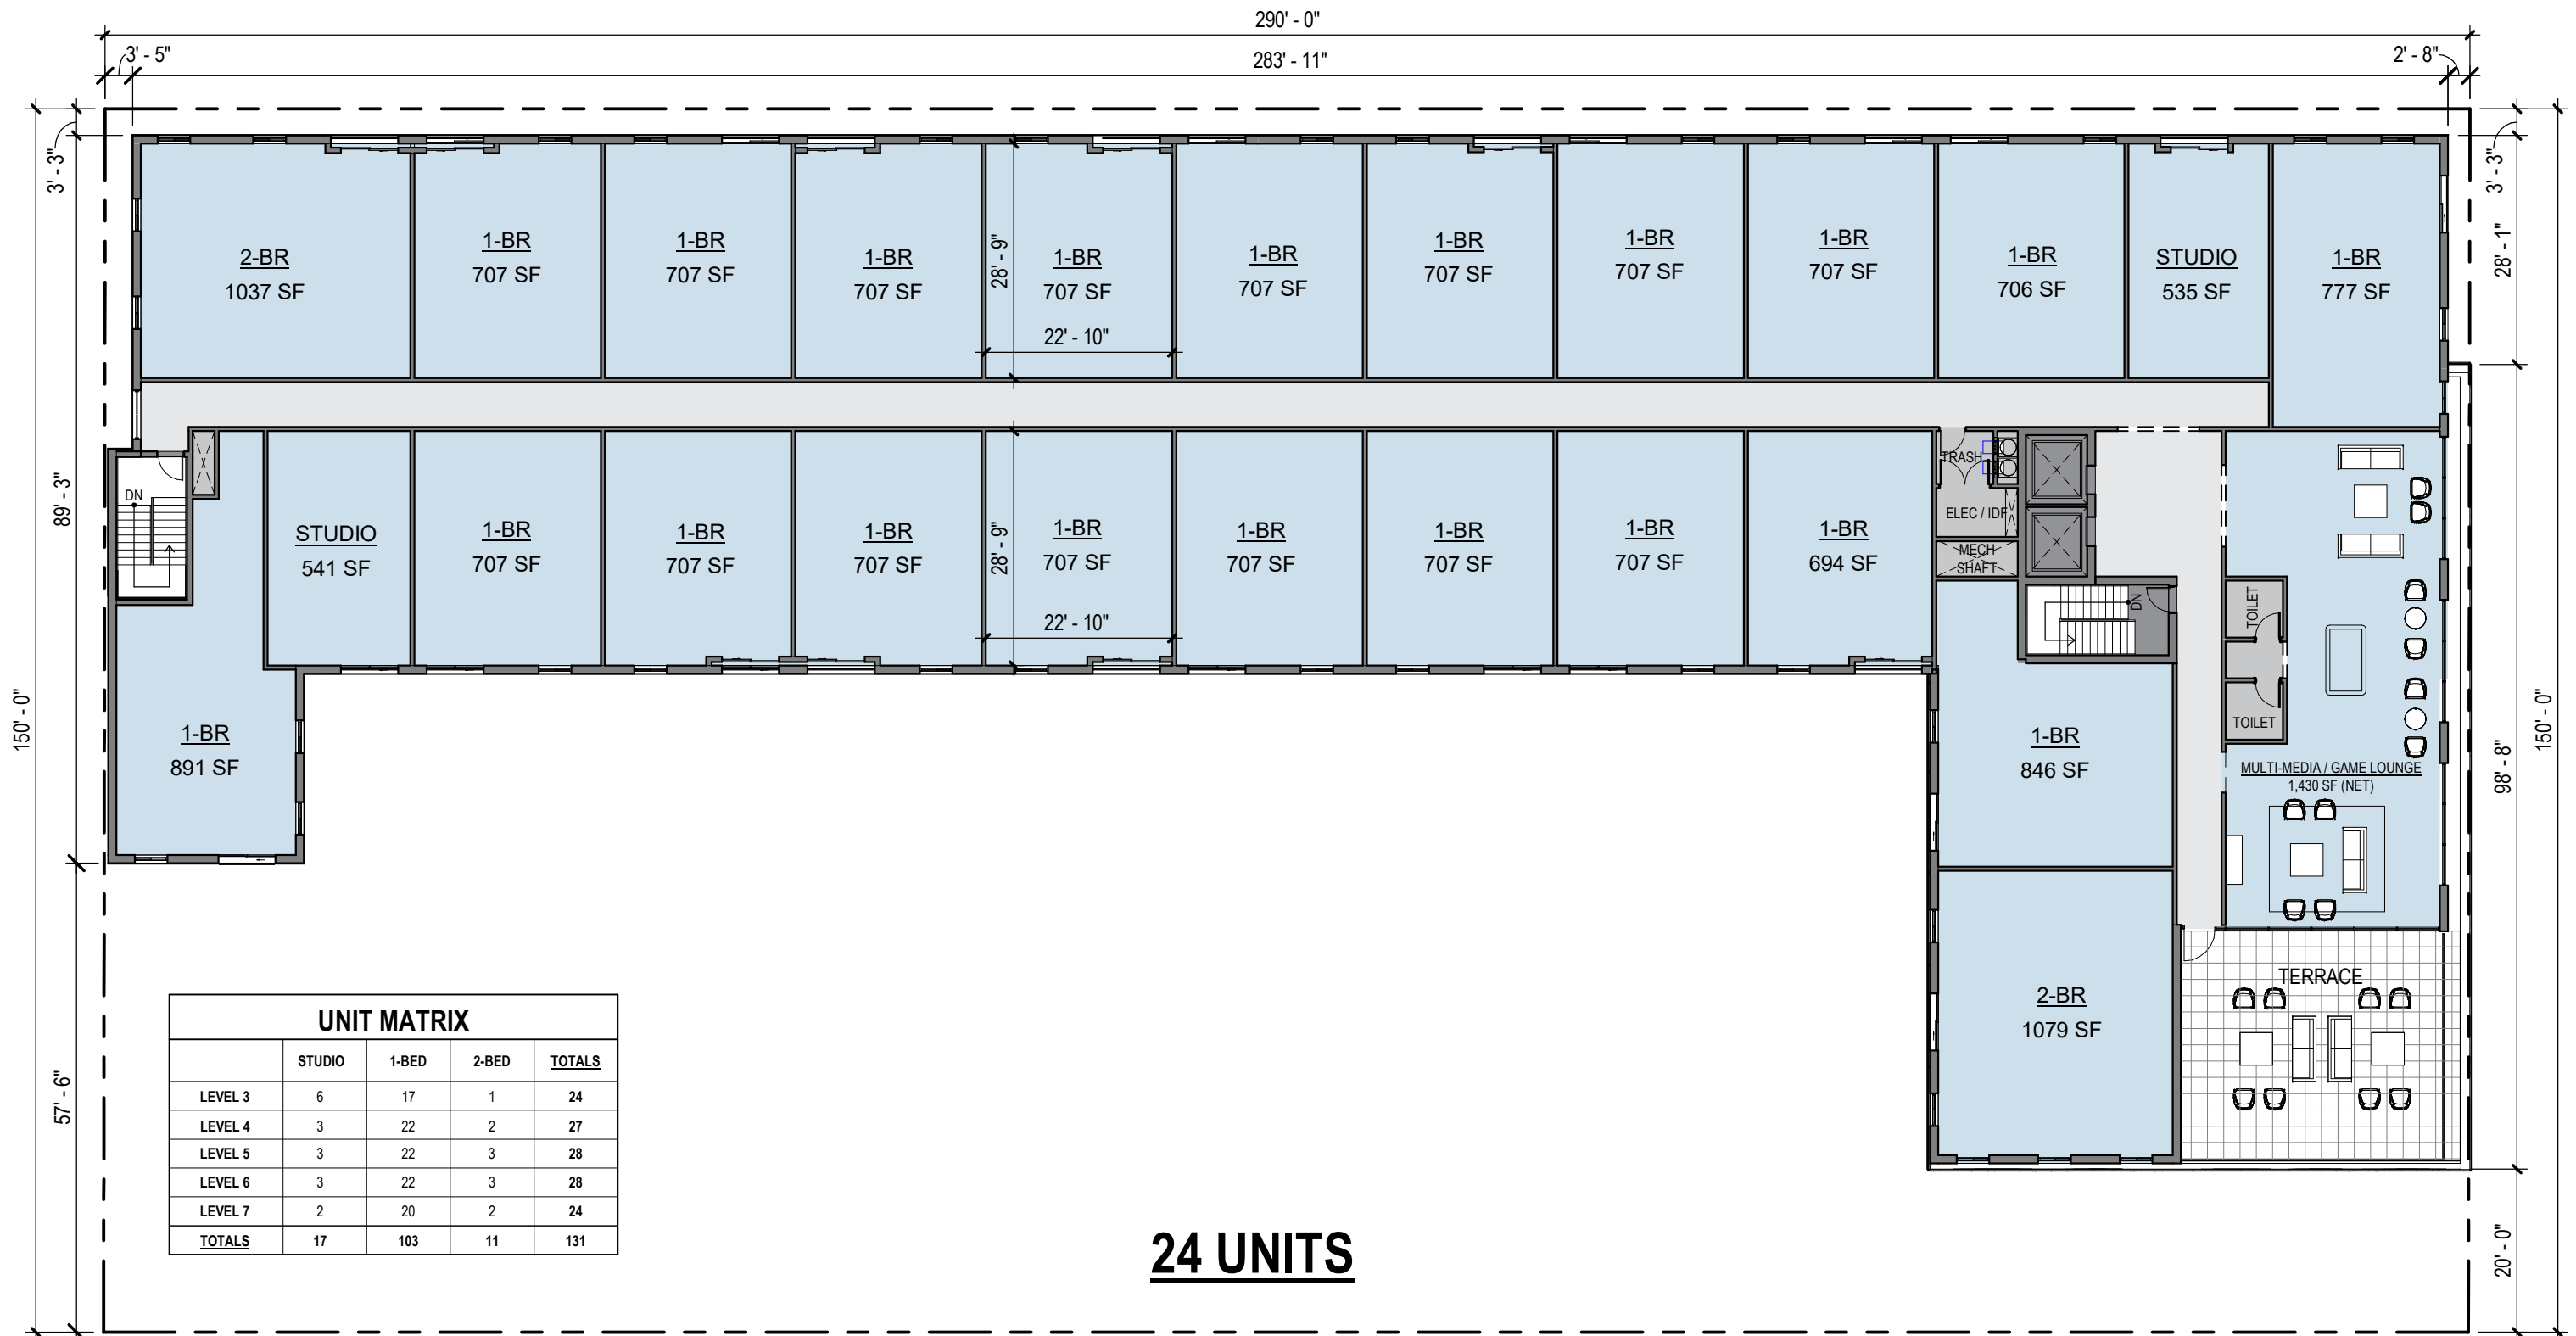 290' - 0"
3' - 5"
283' - 11"
2' - 8"
3' - 3"
3' - 3"
28' - 1"
2-BR
1037 SF
1-BR
707 SF
1-BR
707 SF
1-BR
707 SF
1-BR
707 SF
1-BR
707 SF
1-BR
707 SF
1-BR
707 SF
1-BR
707 SF
1-BR
706 SF
STUDIO
535 SF
1-BR
777 SF
28' - 9"
22' - 10"
89' - 3"
DN
STUDIO
541 SF
1-BR
707 SF
1-BR
707 SF
1-BR
707 SF
1-BR
707 SF
1-BR
707 SF
1-BR
707 SF
1-BR
707 SF
1-BR
694 SF
28' - 9"
22' - 10"
TRASH
ELEC / IDF
MECH
SHAFT
DN
TOILET
TOILET
150' - 0"
1-BR
891 SF
1-BR
846 SF
MULTI-MEDIA / GAME LOUNGE
1,430 SF (NET)
98' - 8"
150' - 0"
2-BR
1079 SF
TERRACE
57' - 6"
20' - 0"
UNIT MATRIX
STUDIO 1-BED 2-BED TOTALS
LEVEL 3 6 17 1 24
LEVEL 4 3 22 2 27
LEVEL 5 3 22 3 28
LEVEL 6 3 22 3 28
LEVEL 7 2 20 2 24
TOTALS 17 103 11 131
24 UNITS